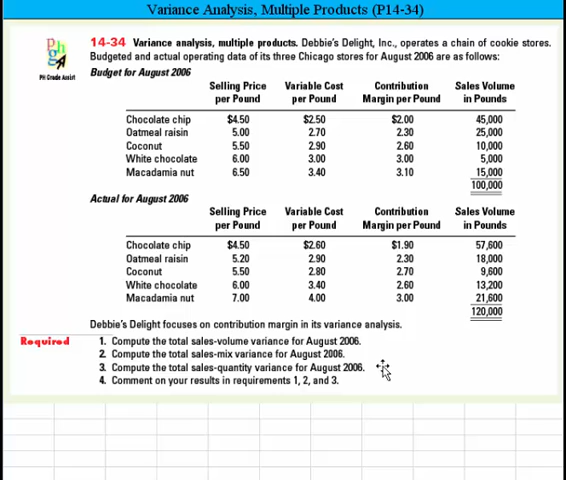 Variance Analysis, Multiple Products (P14-34)
14-34 Variance analysis, multiple products. Debbie's Delight, Inc., operates a chain of cookie stores.
Budgeted and actual operating data of its three Chicago stores for August 2006 are as follows:
PH Grade Assist
Budget for August 2006
Selling Price Variable Cost Contribution Sales Volume
per Pound per Pound Margin per Pound in Pounds
Chocolate chip $4.50 $2.50 $2.00 45,000
Oatmeal raisin 5.00 2.70 2.30 25,000
Coconut 5.50 2.90 2.60 10,000
White chocolate 6.00 3.00 3.00 5,000
Macadamia nut 6.50 3.40 3.10 15,000
100,000
Actual for August 2006
Selling Price Variable Cost Contribution Sales Volume
per Pound per Pound Margin per Pound in Pounds
Chocolate chip $4.50 $2.60 $1.90 57,600
Oatmeal raisin 5.20 2.90 2.30 18,000
Coconut 5.50 2.80 2.70 9,600
White chocolate 6.00 3.40 2.60 13,200
Macadamia nut 7.00 4.00 3.00 21,600
120,000
Debbie's Delight focuses on contribution margin in its variance analysis.
Required 1. Compute the total sales-volume variance for August 2006.
2. Compute the total sales-mix variance for August 2006.
3. Compute the total sales-quantity variance for August 2006.
4. Comment on your results in requirements 1, 2, and 3.